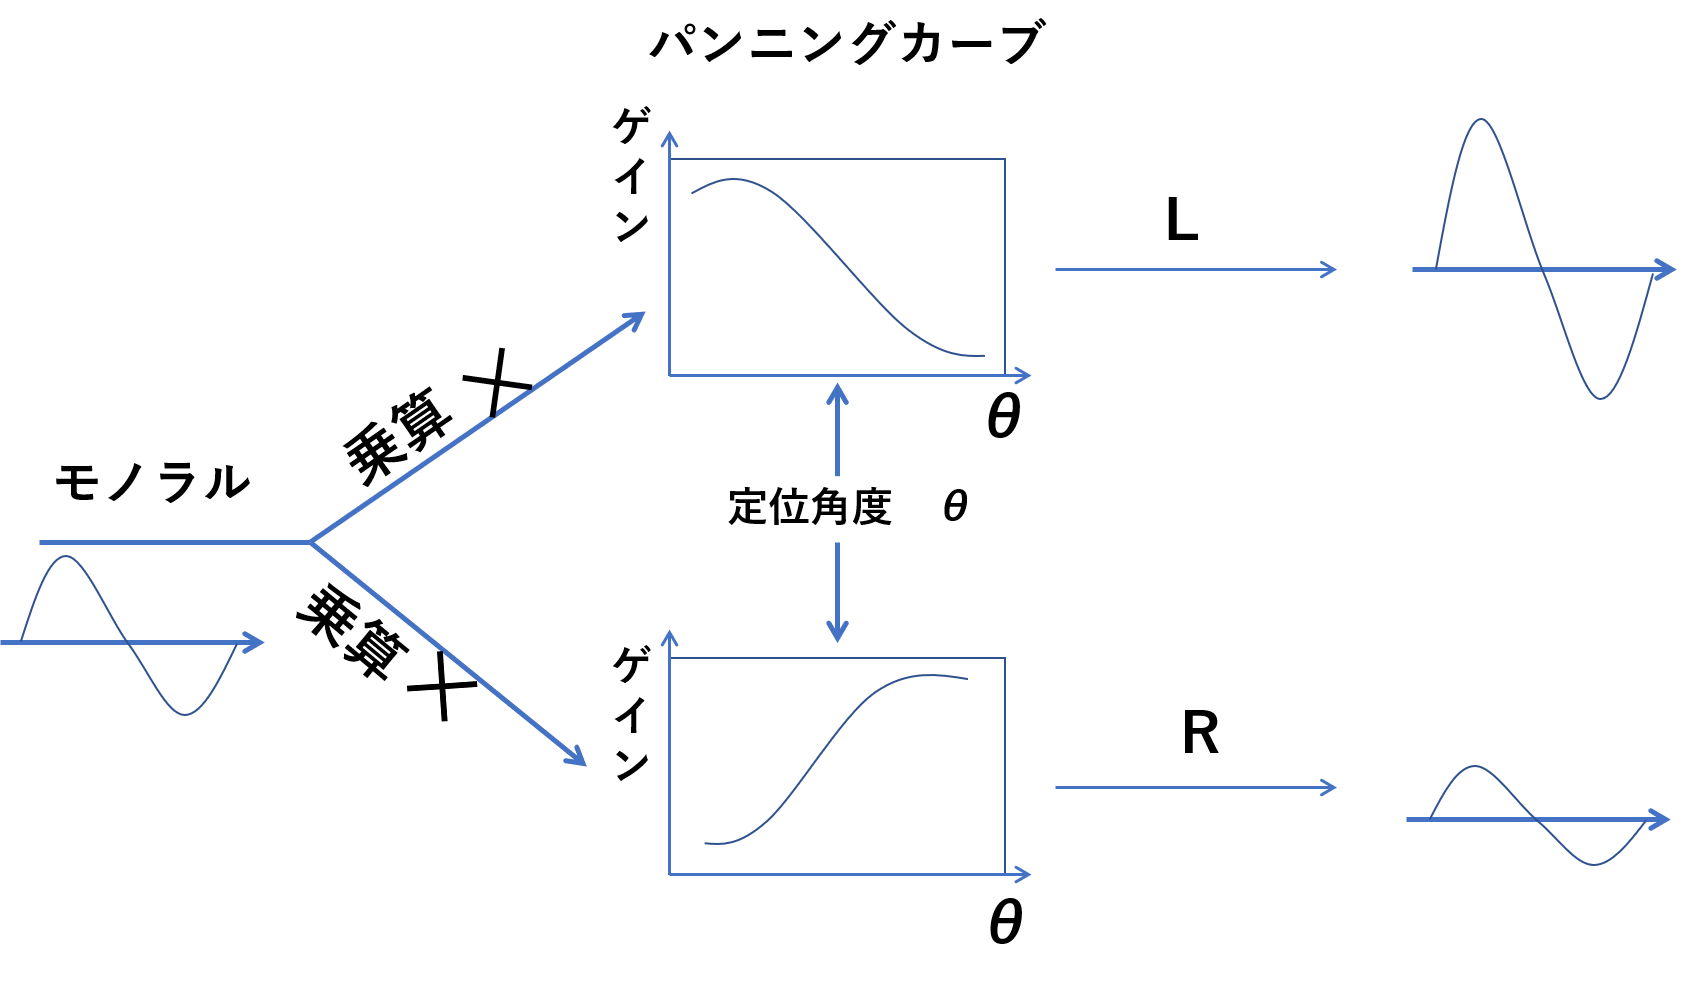 パンニングカーブ
ゲイン
L
θ
乗算 ×
モノラル
定位角度 θ
乗算 ×
ゲイン
R
θ